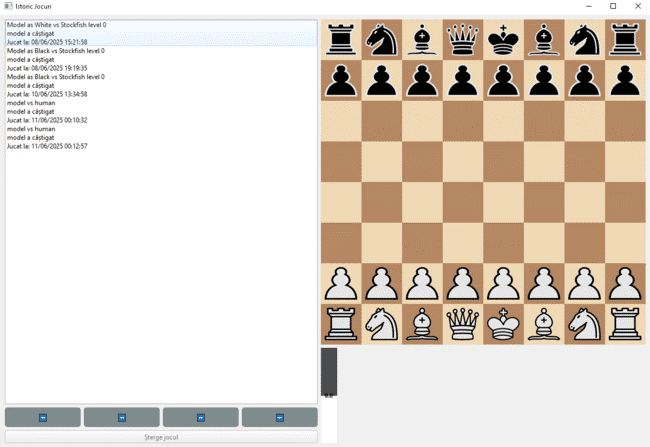 Istoric Jocuri
Model as White vs Stockfish level 0
model a câștigat
Jucat la: 08/06/2025 15:21:58
Model as Black vs Stockfish level 0
model a câștigat
Jucat la: 08/06/2025 19:19:35
Model as Black vs Stockfish level 0
model a câștigat
Jucat la: 10/06/2025 13:34:58
model vs human
model a câștigat
Jucat la: 11/06/2025 00:10:32
model vs human
model a câștigat
Jucat la: 11/06/2025 00:12:57
0.0
Șterge jocul